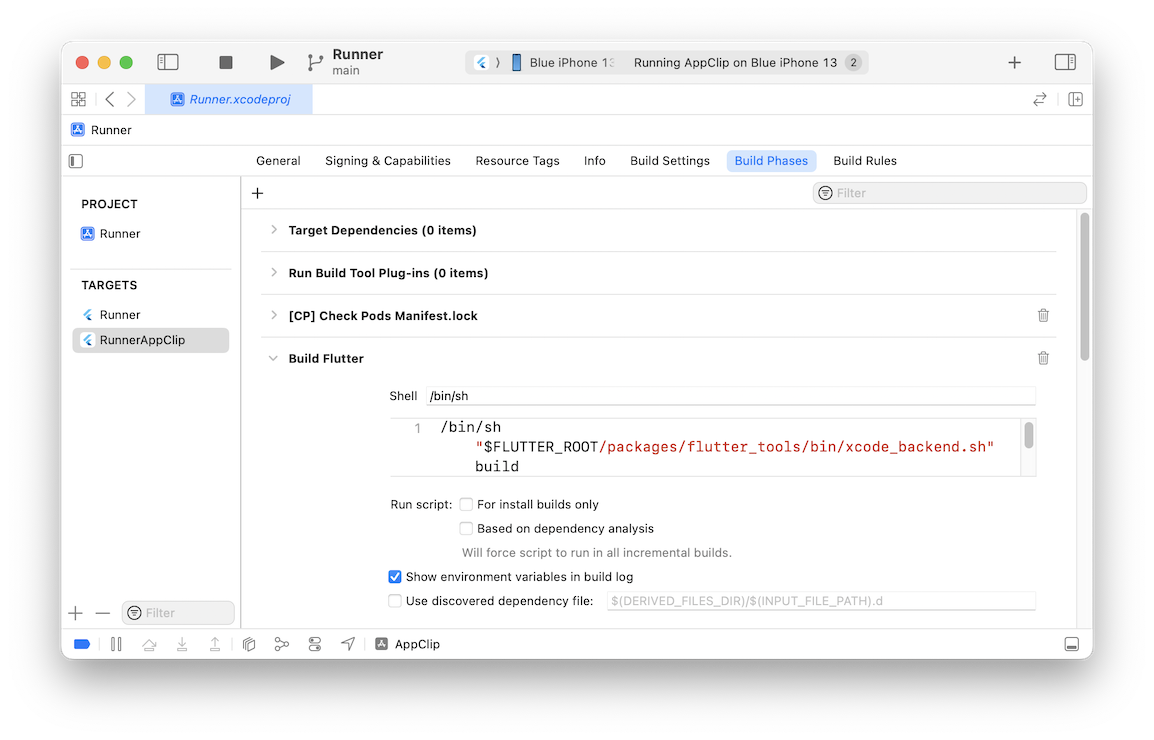 Runner
main
Blue iPhone 13
Running AppClip on Blue iPhone 13
2
Runner.xcodeproj
Runner
General
Signing & Capabilities
Resource Tags
Info
Build Settings
Build Phases
Build Rules
Filter
PROJECT
Runner
TARGETS
Runner
RunnerAppClip
Target Dependencies (0 items)
Run Build Tool Plug-ins (0 items)
[CP] Check Pods Manifest.lock
Build Flutter
Shell /bin/sh
1 /bin/sh
"$FLUTTER_ROOT/packages/flutter_tools/bin/xcode_backend.sh"
build
Run script: For install builds only
Based on dependency analysis
Will force script to run in all incremental builds.
Show environment variables in build log
Use discovered dependency file: $(DERIVED_FILES_DIR)/$(INPUT_FILE_PATH).d
Filter
AppClip